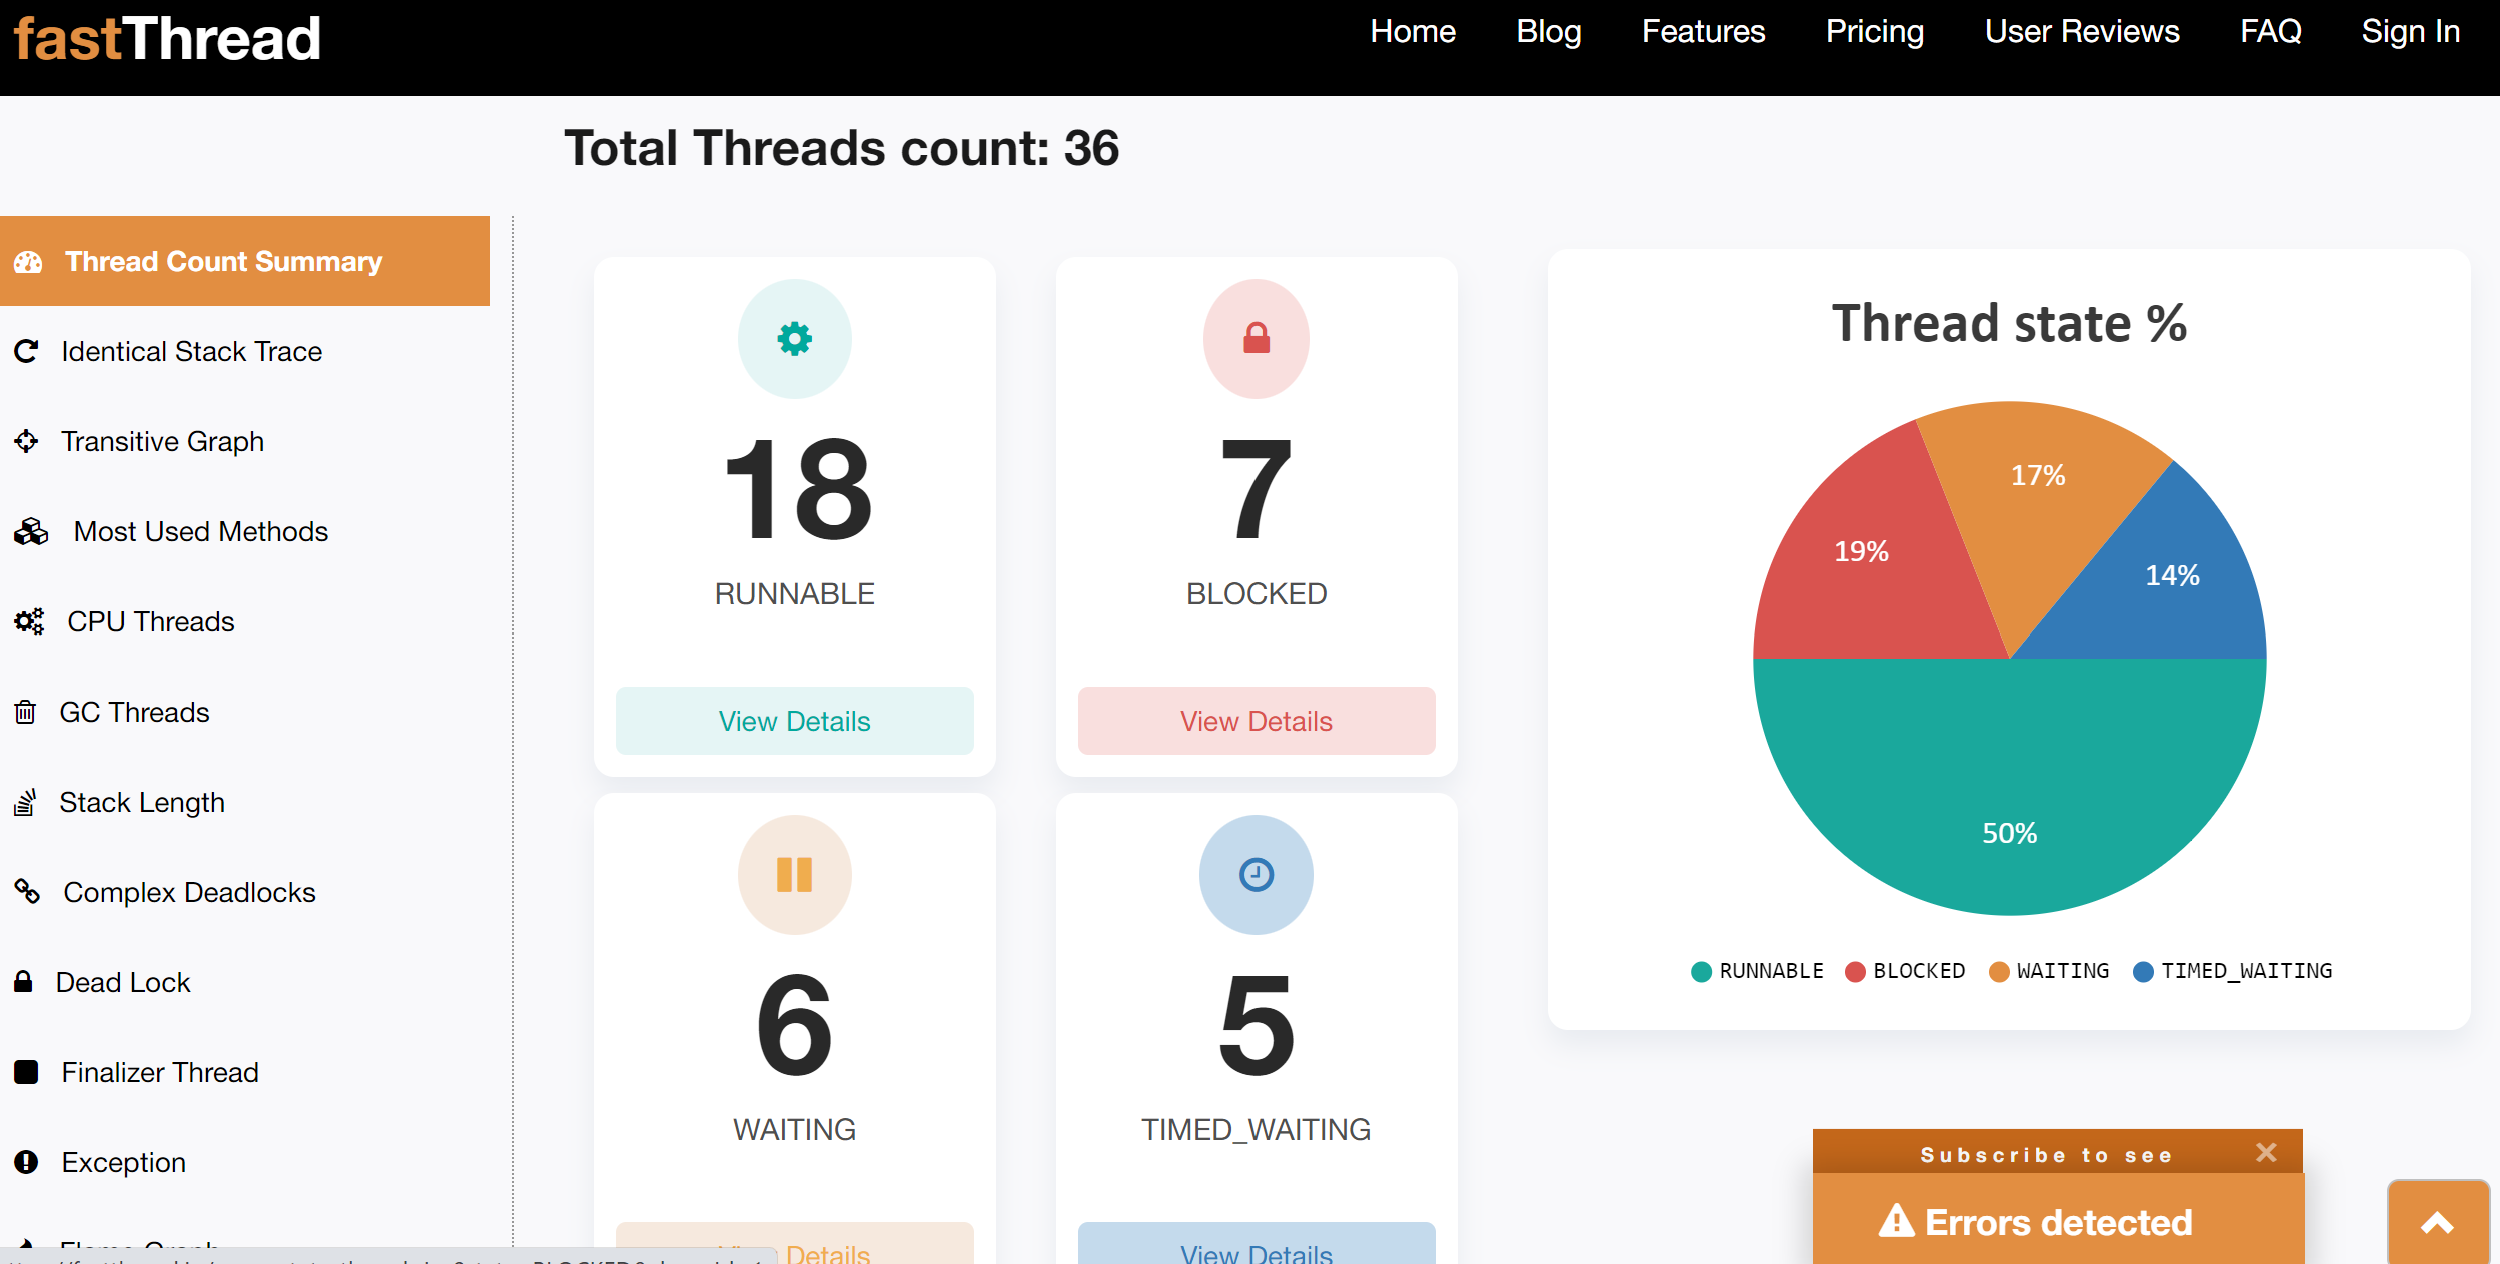 fastThread
Home Blog Features Pricing User Reviews FAQ Sign In
Total Threads count: 36
Thread Count Summary
Identical Stack Trace
Transitive Graph
Most Used Methods
CPU Threads
GC Threads
Stack Length
Complex Deadlocks
Dead Lock
Finalizer Thread
Exception
18
RUNNABLE
View Details
7
BLOCKED
View Details
6
WAITING
Details
5
TIMED_WAITING
View Details
Thread state %
17%
19%
14%
50%
RUNNABLE BLOCKED WAITING TIMED_WAITING
Subscribe to see
Errors detected